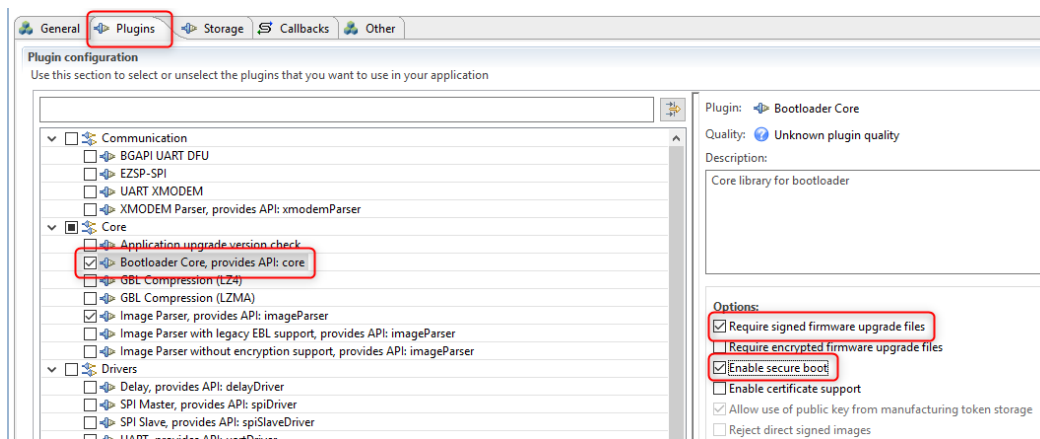 General Plugins Storage Callbacks Other
Plugin configuration
Use this section to select or unselect the plugins that you want to use in your application
Communication
BGAPI UART DFU
EZSP-SPI
UART XMODEM
XMODEM Parser, provides API: xmodemParser
Core
Application upgrade version check
Bootloader Core, provides API: core
GBL Compression (LZ4)
GBL Compression (LZMA)
Image Parser, provides API: imageParser
Image Parser with legacy EBL support, provides API: imageParser
Image Parser without encryption support, provides API: imageParser
Drivers
Delay, provides API: delayDriver
SPI Master, provides API: spiDriver
SPI Slave, provides API: spiSlaveDriver
UART, provides API: uartDriver
Plugin: Bootloader Core
Quality: Unknown plugin quality
Description:
Core library for bootloader
Options:
Require signed firmware upgrade files
Require encrypted firmware upgrade files
Enable secure boot
Enable certificate support
Allow use of public key from manufacturing token storage
Reject direct signed images